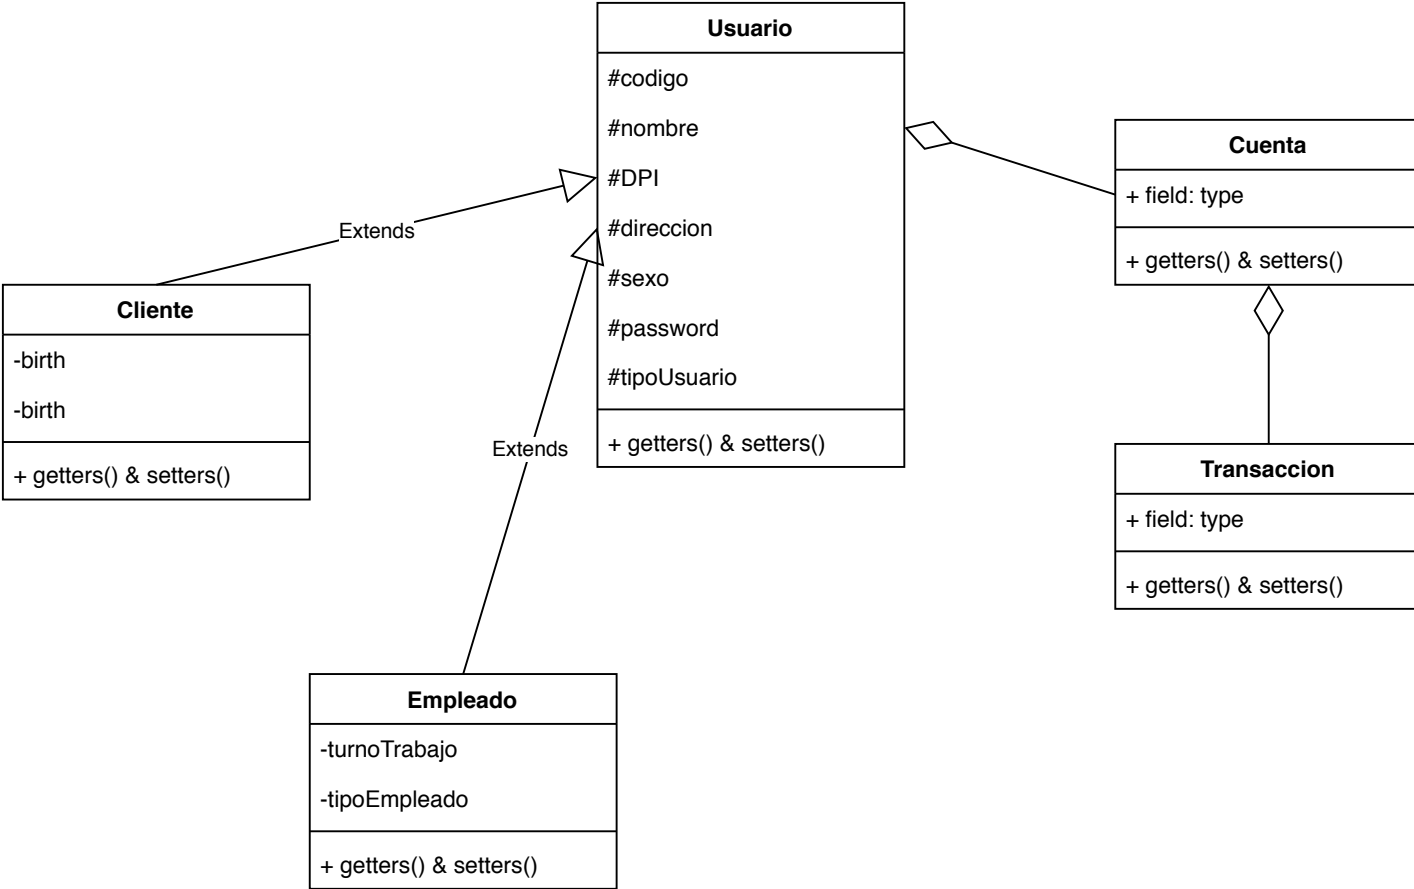 Usuario
#codigo
#nombre
#DPI
#direccion
#sexo
#password
#tipoUsuario
+ getters() & setters()
Cuenta
+ field: type
+ getters() & setters()
Extends
Cliente
-birth
-birth
+ getters() & setters()
Extends
Transaccion
+ field: type
+ getters() & setters()
Empleado
-turnoTrabajo
-tipoEmpleado
+ getters() & setters()